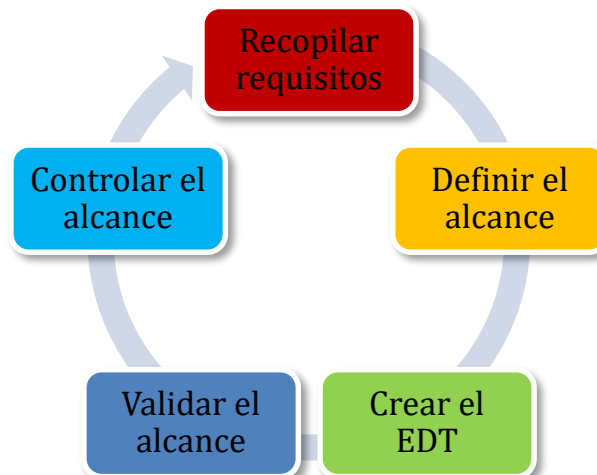 Recopilar
requisitos
Definir el
alcance
Crear el
EDT
Validar el
alcance
Controlar el
alcance